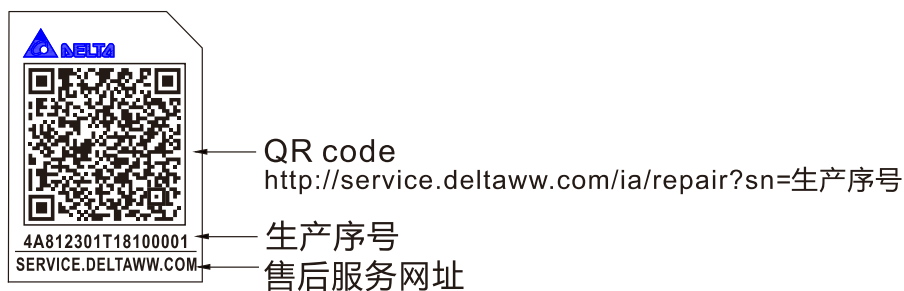 DELTA
QR code
http://service.deltaww.com/ia/repair?sn=生产序号
4A812301T18100001
生产序号
SERVICE.DELTAWW.COM
售后服务网址